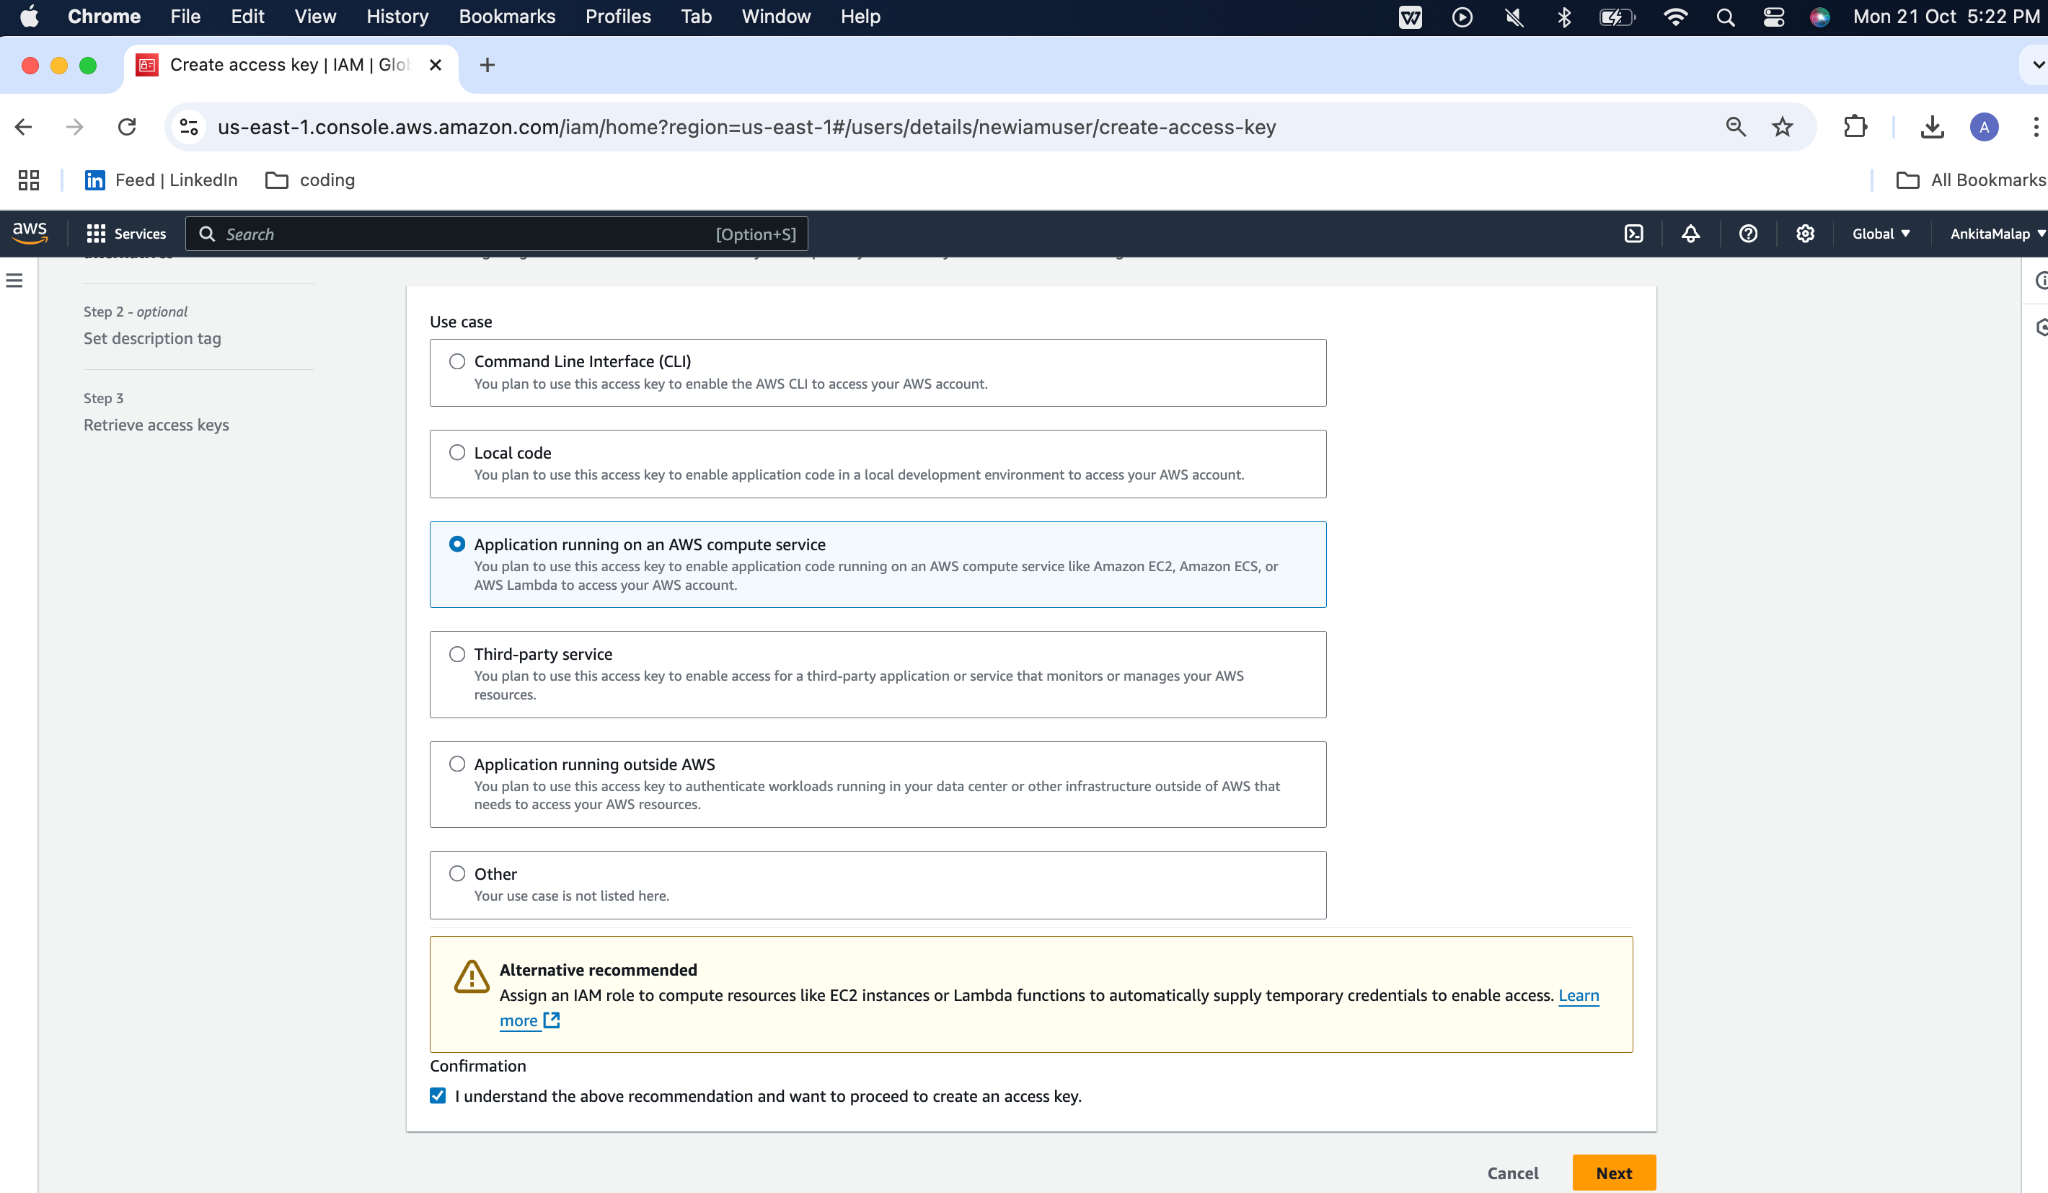 Chrome File Edit View History Bookmarks Profiles Tab Window Help
Mon 21 Oct 5:22 PM
Create access key | IAM | Glo
us-east-1.console.aws.amazon.com/iam/home?region=us-east-1#/users/details/newiamuser/create-access-key
A
Feed | LinkedIn
coding
All Bookmarks
aws
Services
Search
[Option+S]
Global
AnkitaMalap
Step 2 - optional
Set description tag
Step 3
Retrieve access keys
Use case
Command Line Interface (CLI)
You plan to use this access key to enable the AWS CLI to access your AWS account.
Local code
You plan to use this access key to enable application code in a local development environment to access your AWS account.
Application running on an AWS compute service
You plan to use this access key to enable application code running on an AWS compute service like Amazon EC2, Amazon ECS, or
AWS Lambda to access your AWS account.
Third-party service
You plan to use this access key to enable access for a third-party application or service that monitors or manages your AWS
resources.
Application running outside AWS
You plan to use this access key to authenticate workloads running in your data center or other infrastructure outside of AWS that
needs to access your AWS resources.
Other
Your use case is not listed here.
Alternative recommended
Assign an IAM role to compute resources like EC2 instances or Lambda functions to automatically supply temporary credentials to enable access. Learn
more
Confirmation
I understand the above recommendation and want to proceed to create an access key.
Cancel
Next